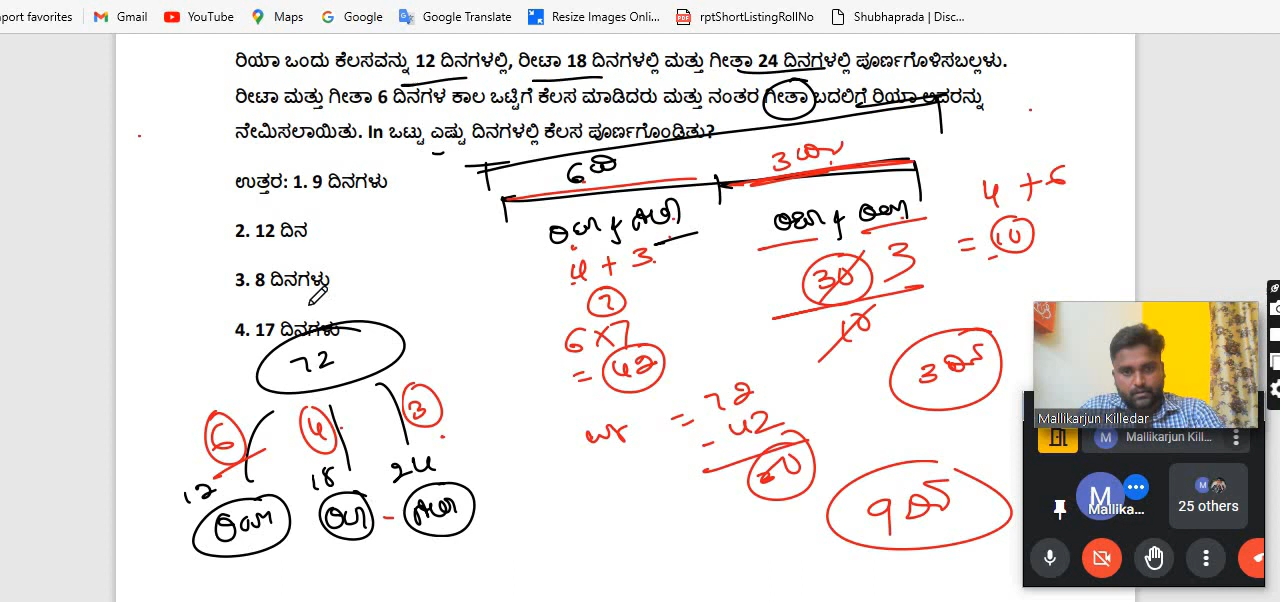 port favorites Gmail YouTube Maps Google Google Translate Resize Images Onli... rptShortListingRollNo Shubhaprada | Disc...
ರಿಯಾ ಒಂದು ಕೆಲಸವನ್ನು 12 ದಿನಗಳಲ್ಲಿ, ರೀಟಾ 18 ದಿನಗಳಲ್ಲಿ ಮತ್ತು ಗೀತಾ 24 ದಿನಗಳಲ್ಲಿ ಪೂರ್ಣಗೊಳಿಸಬಲ್ಲಳು.
ರೀಟಾ ಮತ್ತು ಗೀತಾ 6 ದಿನಗಳ ಕಾಲ ಒಟ್ಟಿಗೆ ಕೆಲಸ ಮಾಡಿದರು ಮತ್ತು ನಂತರ ಗೀತಾ ಬದಲಿಗೆ ರಿಯಾ ಅದರನ್ನು
ನೇಮಿಸಲಾಯಿತು. In ಒಟ್ಟು ಎಷ್ಟು ದಿನಗಳಲ್ಲಿ ಕೆಲಸ ಪೂರ್ಣಗೊಂಡಿತು?
6 3
ಉತ್ತರ: 1. 9 ದಿನಗಳು
4 + 6
2. 12 ದಿನ
= 10
4 + 3
30 3
3. 8 ದಿನಗಳು
10
4. 17 ದಿನಗಳು
6 x 7
= 42
72
3
= 72
- 42
6 4 3
12 18 24
9
Mallikarjun Killedar
Mallikarjun Kill...
M
Mallika...
25 others